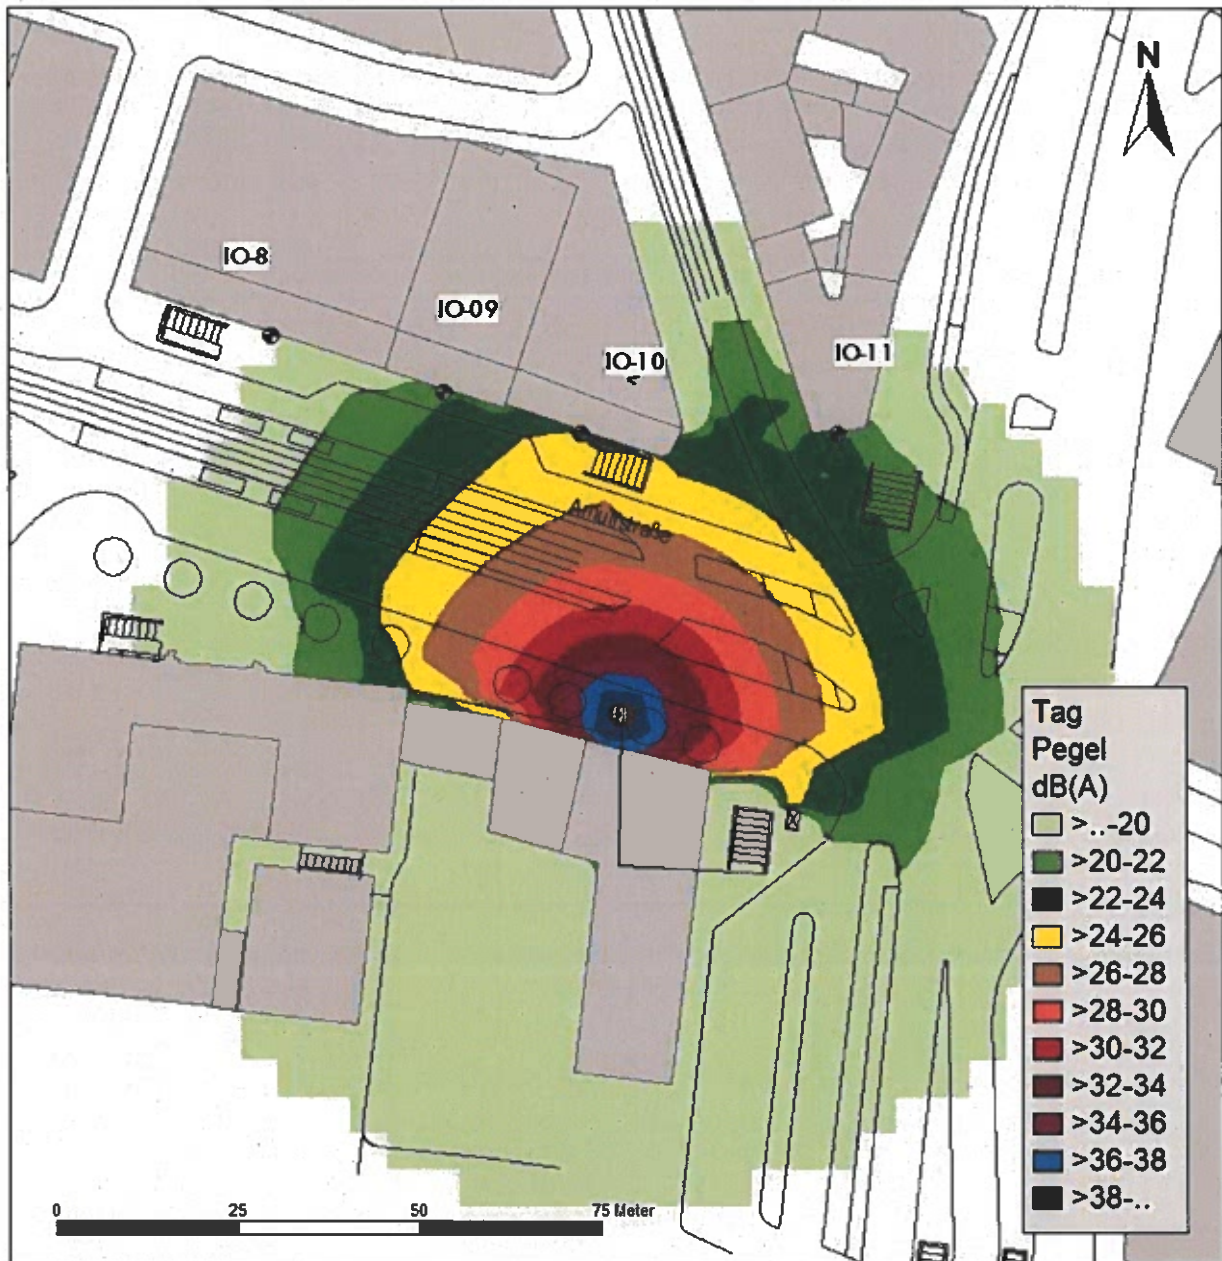 N
IO-8
IO-09
IO-10
IO-11
Arnulfstraße
Tag
Pegel
dB(A)
>..-20
>20-22
>22-24
>24-26
>26-28
>28-30
>30-32
>32-34
>34-36
>36-38
>38-..
0 25 50 75 Meter